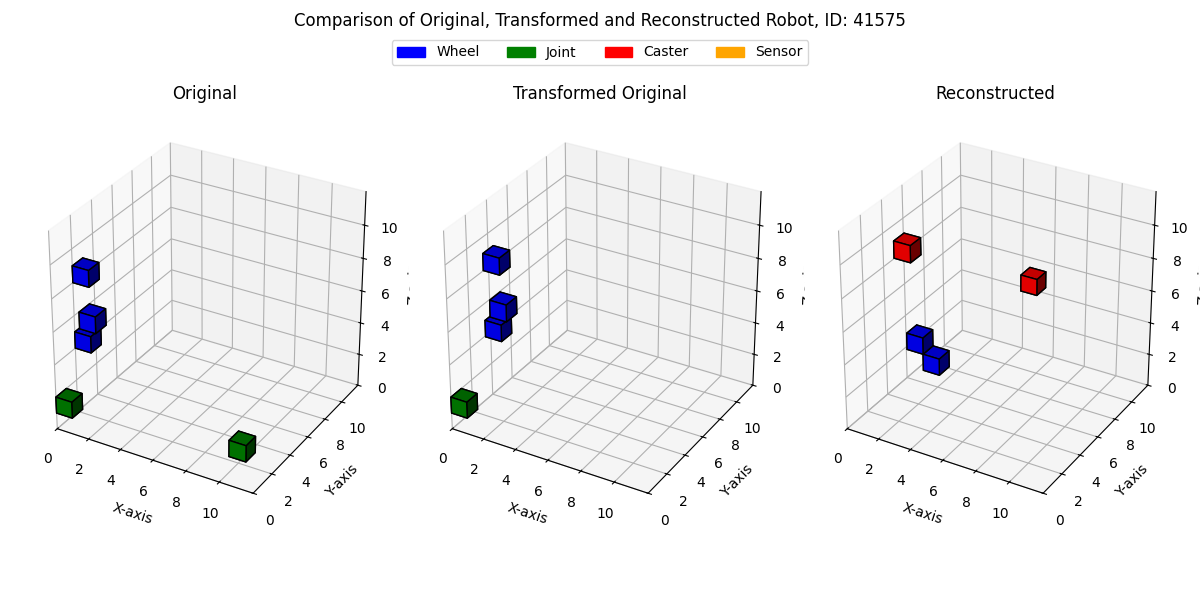 Comparison of Original, Transformed and Reconstructed Robot, ID: 41575
Wheel Joint Caster Sensor
Original
Transformed Original
Reconstructed
0 2 4 6 8 10
X-axis
0 2 4 6 8 10
Y-axis
0 2 4 6 8 10
0 2 4 6 8 10
X-axis
0 2 4 6 8 10
Y-axis
0 2 4 6 8 10
0 2 4 6 8 10
X-axis
0 2 4 6 8 10
Y-axis
0 2 4 6 8 10